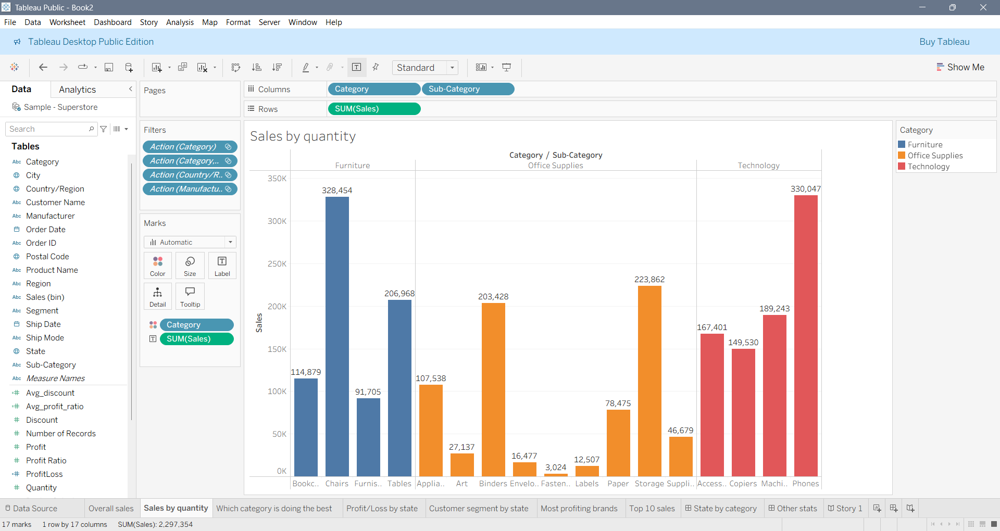 Tableau Public - Book2
File Data Worksheet Dashboard Story Analysis Map Format Server Window Help
Tableau Desktop Public Edition
Buy Tableau
Standard
Show Me
Data
Analytics
Sample - Superstore
Search
Tables
Abc Category
City
Country/Region
Abc Customer Name
Abc Manufacturer
Order Date
Abc Order ID
Postal Code
Abc Product Name
Abc Region
Abc Sales (bin)
Abc Segment
Ship Date
Abc Ship Mode
State
Abc Sub-Category
Abc Measure Names
=# Avg_discount
=# Avg_profit_ratio
# Discount
# Number of Records
# Profit
# Profit Ratio
=# ProfitLoss
# Quantity
Pages
Filters
Action (Category)
Action (Category,..
Action (Country/R..
Action (Manufactu..
Marks
Automatic
Color Size Label
Detail Tooltip
Category
SUM(Sales)
Columns Category Sub-Category
Rows SUM(Sales)
Sales by quantity
Category / Sub-Category
Furniture Office Supplies Technology
350K
300K
250K
200K
150K
100K
50K
0K
Sales
114,879
328,454
91,705
206,968
107,538
27,137
203,428
16,477
3,024
12,507
78,475
223,862
46,679
167,401
149,530
189,243
330,047
Bookc.. Chairs Furnis.. Tables Applia.. Art Binders Envelo.. Fasten.. Labels Paper Storage Suppli.. Access.. Copiers Machi.. Phones
Category
Furniture
Office Supplies
Technology
Data Source Overall sales Sales by quantity Which category is doing the best Profit/Loss by state Customer segment by state Most profiting brands Top 10 sales State by category Other stats Story 1
17 marks 1 row by 17 columns SUM(Sales): 2,297,354